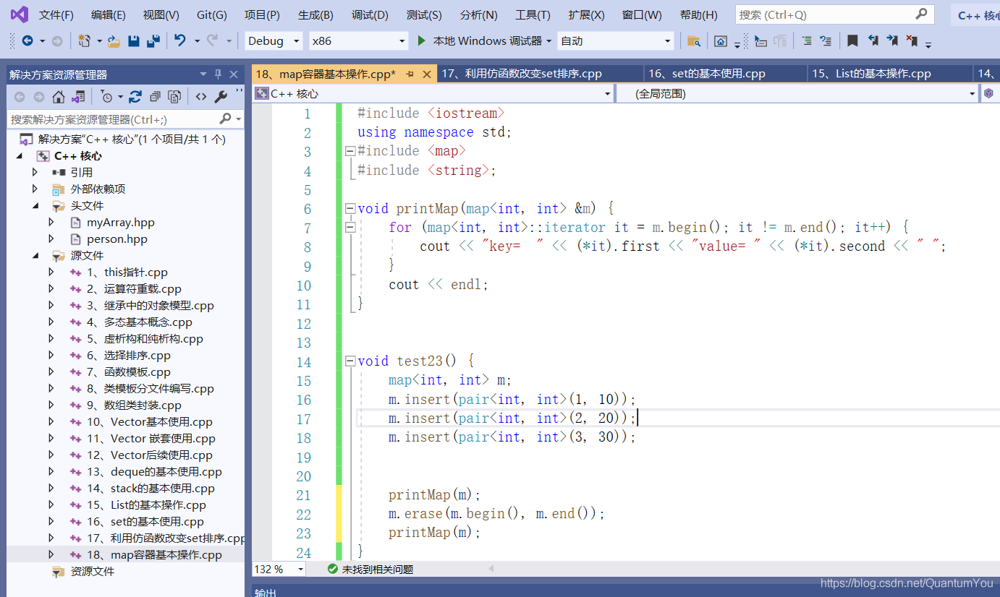 文件(F) 编辑(E) 视图(V) Git(G) 项目(P) 生成(B) 调试(D) 测试(S) 分析(N) 工具(T) 扩展(X) 窗口(W) 帮助(H) 搜索 (Ctrl+Q) C++ 核心
Debug x86 本地 Windows 调试器 自动
解决方案资源管理器
搜索解决方案资源管理器(Ctrl+;)
解决方案"C++ 核心"(1 个项目/共 1 个)
C++ 核心
引用
外部依赖项
头文件
myArray.hpp
person.hpp
源文件
1、this指针.cpp
2、运算符重载.cpp
3、继承中的对象模型.cpp
4、多态基本概念.cpp
5、虚析构和纯析构.cpp
6、选择排序.cpp
7、函数模板.cpp
8、类模板分文件编写.cpp
9、数组类封装.cpp
10、Vector基本使用.cpp
11、Vector 嵌套使用.cpp
12、Vector后续使用.cpp
13、deque的基本使用.cpp
14、stack的基本使用.cpp
15、List的基本操作.cpp
16、set的基本使用.cpp
17、利用仿函数改变set排序.cpp
18、map容器基本操作.cpp
资源文件
18、map容器基本操作.cpp* 17、利用仿函数改变set排序.cpp 16、set的基本使用.cpp 15、List的基本操作.cpp 14、
C++ 核心 (全局范围)
1 #include <iostream>
2 using namespace std;
3 #include <map>
4 #include <string>;
5
6 void printMap(map<int, int> &m) {
7 for (map<int, int>::iterator it = m.begin(); it != m.end(); it++) {
8 cout << "key=  " << (*it).first << "value= " << (*it).second << " ";
9 }
10 cout << endl;
11 }
12
13
14 void test23() {
15 map<int, int> m;
16 m.insert(pair<int, int>(1, 10));
17 m.insert(pair<int, int>(2, 20));
18 m.insert(pair<int, int>(3, 30));
19
20
21 printMap(m);
22 m.erase(m.begin(), m.end());
23 printMap(m);
24 }
132 % 未找到相关问题
输出
https://blog.csdn.net/QuantumYou